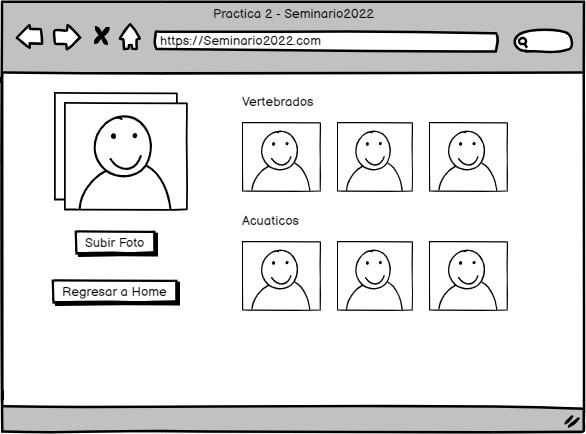 Practica 2 - Seminario2022
https://Seminario2022.com
Vertebrados
Subir Foto
Acuaticos
Regresar a Home